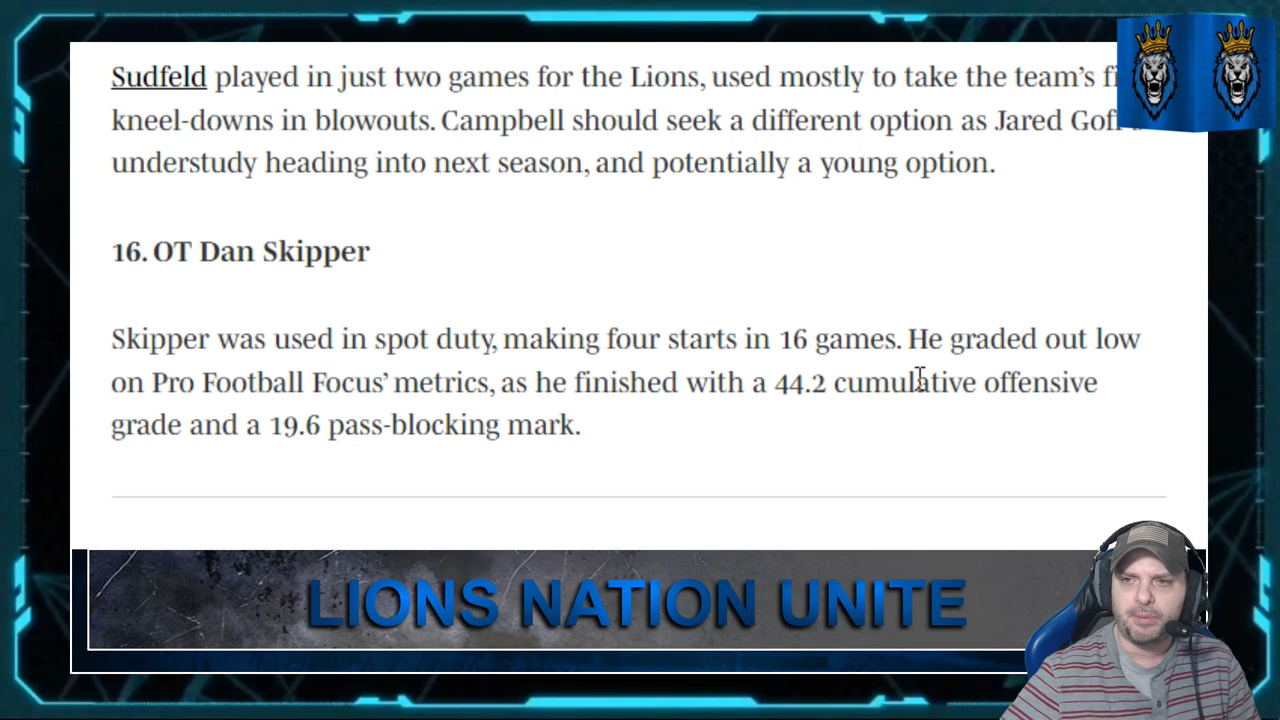 Sudfeld played in just two games for the Lions, used mostly to take the team's
kneel-downs in blowouts. Campbell should seek a different option as Jared
understudy heading into next season, and potentially a young option.
16. OT Dan Skipper
Skipper was used in spot duty, making four starts in 16 games. He graded out low
on Pro Football Focus' metrics, as he finished with a 44.2 cumulative offensive
grade and a 19.6 pass-blocking mark.
LIONS NATION UNITE